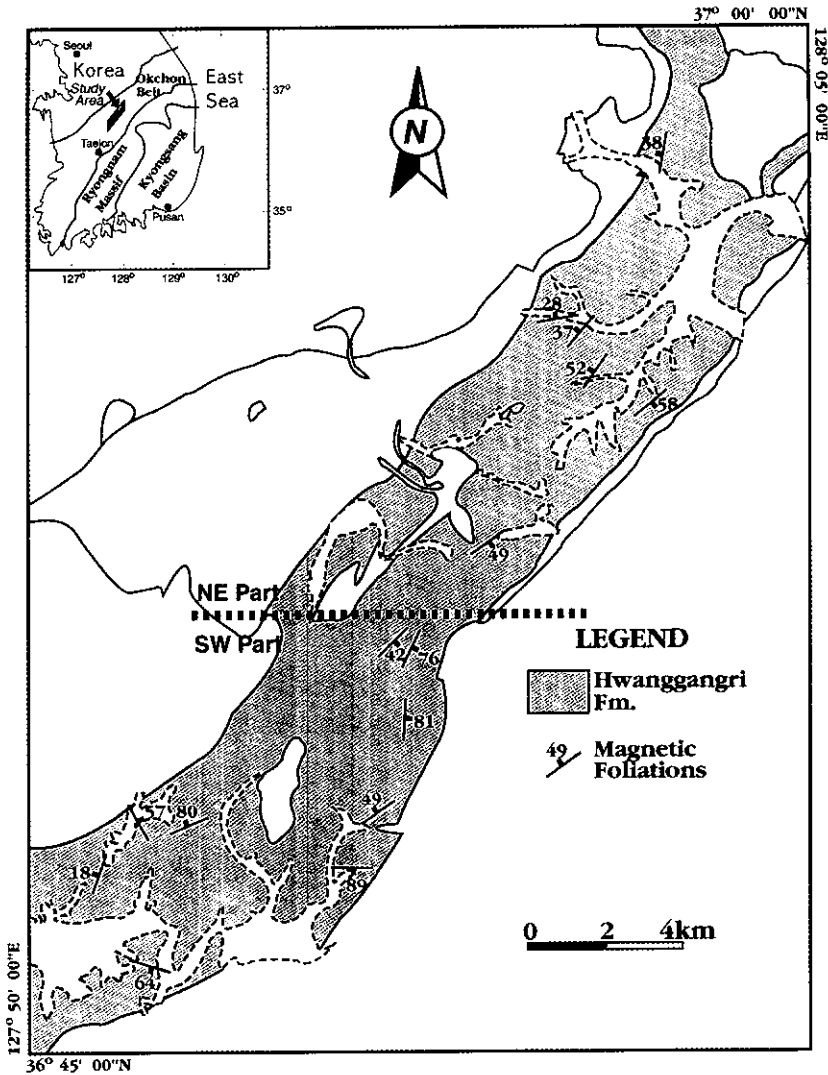 37° 00' 00"N
128° 05' 00"E
Seoul
Korea
Okchon
Belt
East
Sea
Study
Area
37°
Taejon
Ryongnam
Massif
Kyongsang
Basin
Pusan
35°
127° 128° 129° 130°
N
38
28
37
52
58
49
NE Part
SW Part
42 76
81
49
57 80
18
89
64
LEGEND
Hwanggangri
Fm.
49 Magnetic
Foliations
0 2 4km
127° 50' 00"E
36° 45' 00"N